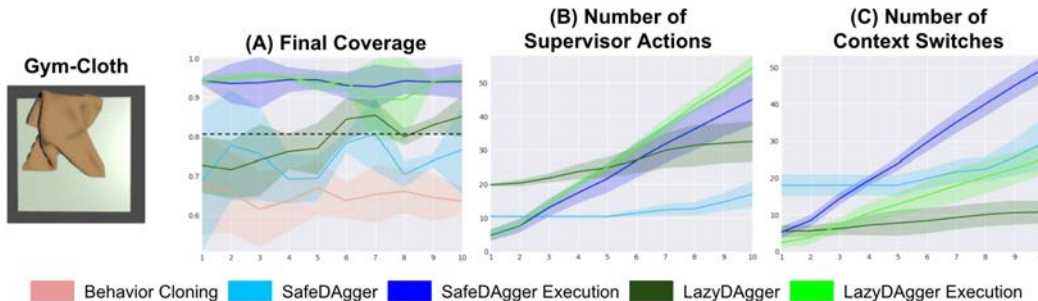 (A) Final Coverage
(B) Number of
Supervisor Actions
(C) Number of
Context Switches
Gym-Cloth
1.0
0.9
0.8
0.7
0.6
1 2 3 4 5 6 7 8 9 10
50
40
30
20
10
0
1 2 3 4 5 6 7 8 9 10
50
40
30
20
10
0
1 2 3 4 5 6 7 8 9
Behavior Cloning
SafeDAgger
SafeDAgger Execution
LazyDAgger
LazyDAgger Execution